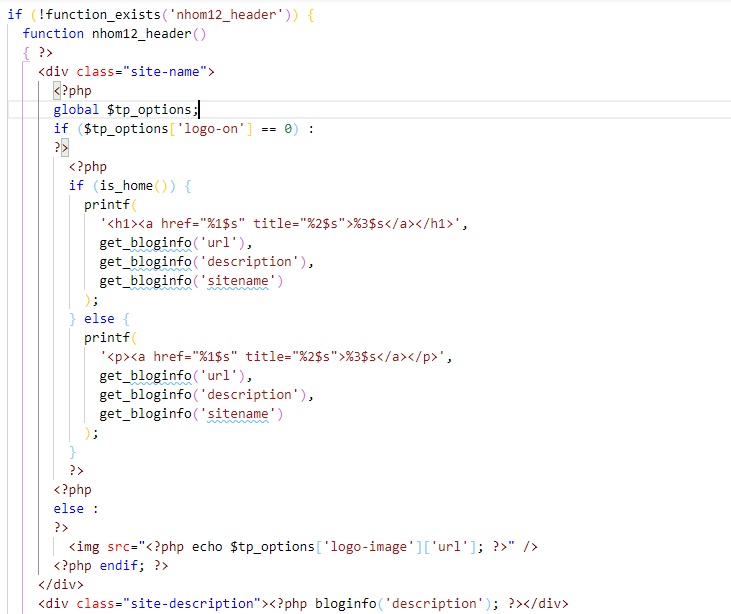 if (!function_exists('nhom12_header')) {
function nhom12_header()
{ ?>
<div class="site-name">
<?php
global $tp_options;
if ($tp_options['logo-on'] == 0) :
?>
<?php
if (is_home()) {
printf(
'<h1><a href="%1$s" title="%2$s">%3$s</a></h1>',
get_bloginfo('url'),
get_bloginfo('description'),
get_bloginfo('sitename')
);
} else {
printf(
'<p><a href="%1$s" title="%2$s">%3$s</a></p>',
get_bloginfo('url'),
get_bloginfo('description'),
get_bloginfo('sitename')
);
}
?>
<?php
else :
?>
<img src="<?php echo $tp_options['logo-image']['url']; ?>" />
<?php endif; ?>
</div>
<div class="site-description"><?php bloginfo('description'); ?></div>